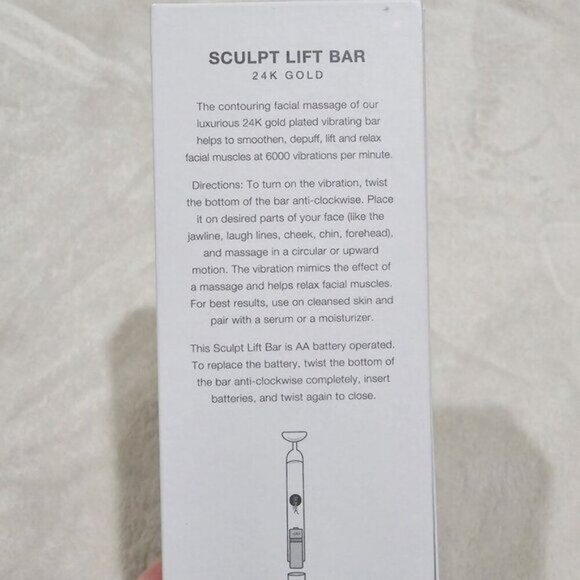 SCULPT LIFT BAR
24K GOLD
The contouring facial massage of our
luxurious 24K gold plated vibrating bar
helps to smoothen, depuff, lift and relax
facial muscles at 6000 vibrations per minute.
Directions: To turn on the vibration, twist
the bottom of the bar anti-clockwise. Place
it on desired parts of your face (like the
jawline, laugh lines, cheek, chin, forehead),
and massage in a circular or upward
motion. The vibration mimics the effect of
a massage and helps relax facial muscles.
For best results, use on cleansed skin and
pair with a serum or a moisturizer.
This Sculpt Lift Bar is AA battery operated.
To replace the battery, twist the bottom of
the bar anti-clockwise completely, insert
batteries, and twist again to close.